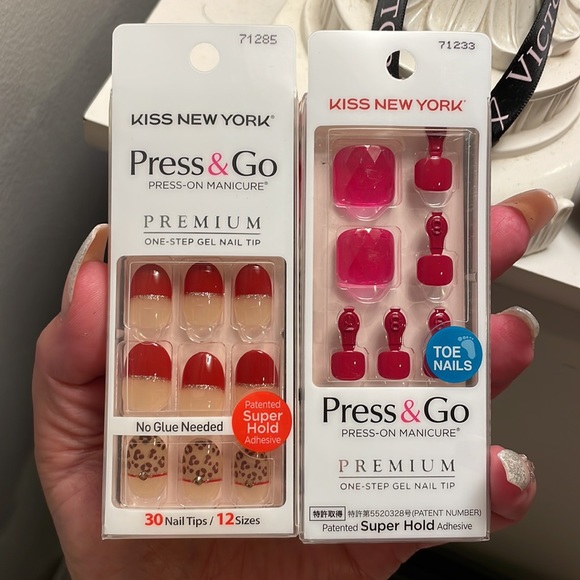 71285
KISS NEW YORK®
Press&Go
PRESS-ON MANICURE®
PREMIUM
ONE-STEP GEL NAIL TIP
No Glue Needed
Patented
Super
Hold
Adhesive
30 Nail Tips / 12 Sizes
71233
KISS NEW YORK®
TOE
NAILS
Press&Go
PRESS-ON MANICURE®
PREMIUM
ONE-STEP GEL NAIL TIP
特許取得 特許第5520328号(PATENT NUMBER)
Patented Super Hold Adhesive
VICTO